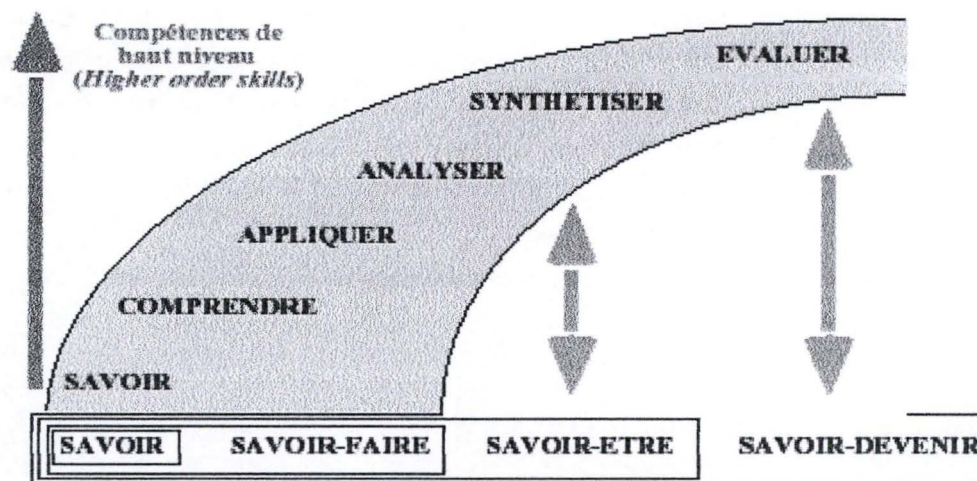 Compétences de
haut niveau
(Higher order skills)
EVALUER
SYNTHETISER
ANALYSER
APPLIQUER
COMPRENDRE
SAVOIR
SAVOIR SAVOIR-FAIRE SAVOIR-ETRE SAVOIR-DEVENIR